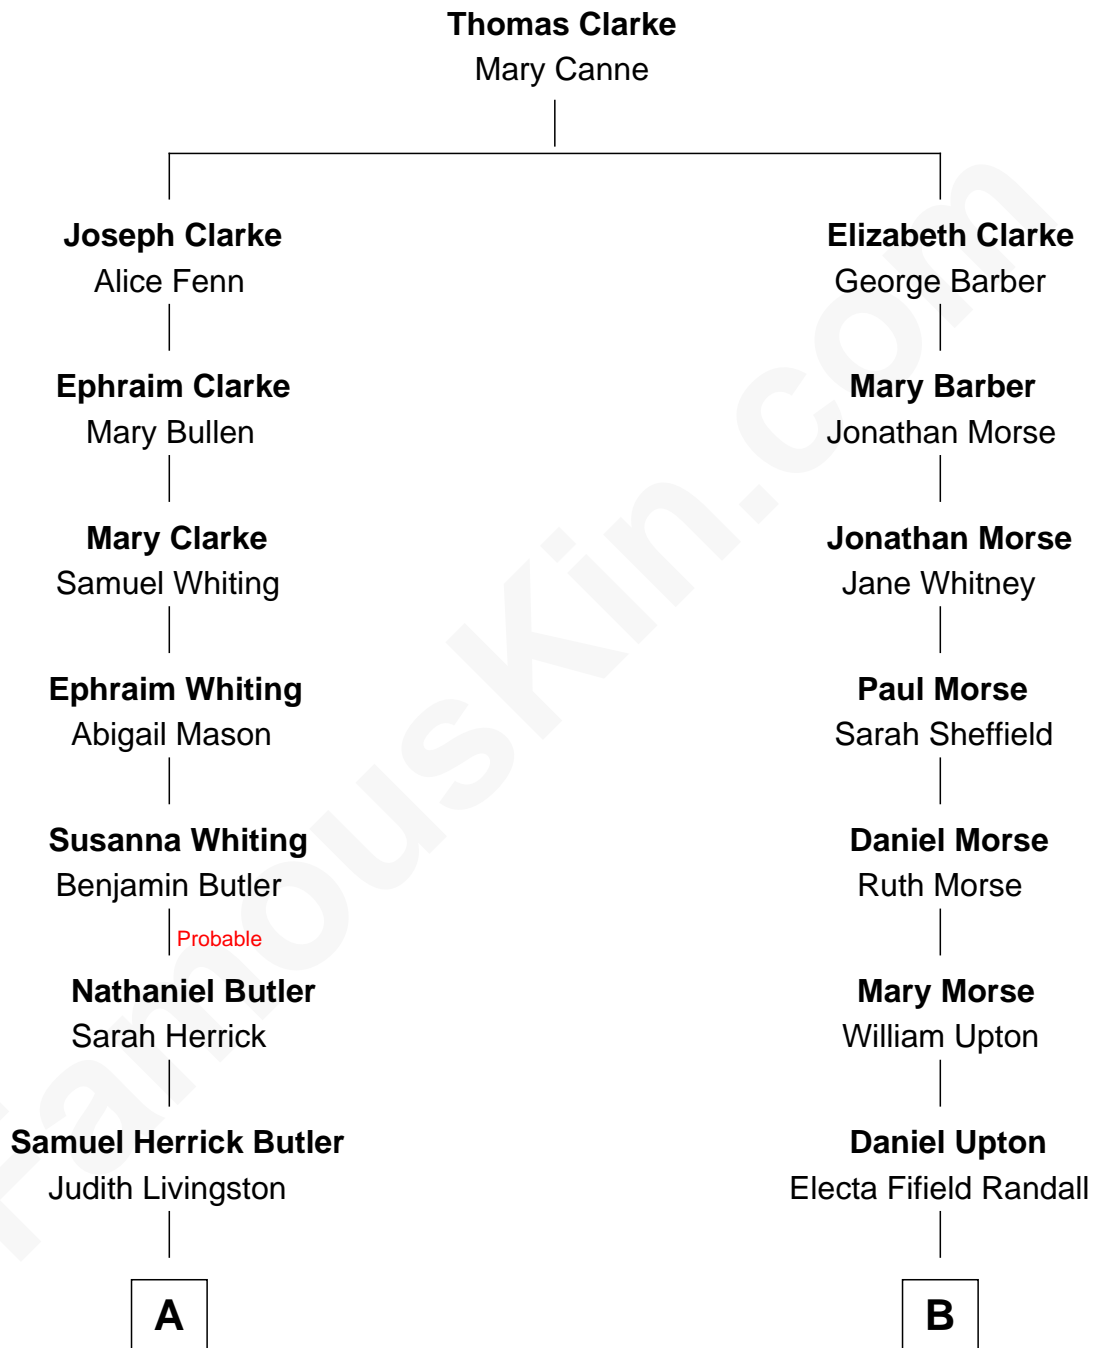 Thomas Clarke
Mary Canne
Joseph Clarke
Alice Fenn
Elizabeth Clarke
George Barber
Ephraim Clarke
Mary Bullen
Mary Barber
Jonathan Morse
Mary Clarke
Samuel Whiting
Jonathan Morse
Jane Whitney
Ephraim Whiting
Abigail Mason
Paul Morse
Sarah Sheffield
Susanna Whiting
Benjamin Butler
Daniel Morse
Ruth Morse
Probable
Nathaniel Butler
Sarah Herrick
Mary Morse
William Upton
Samuel Herrick Butler
Judith Livingston
Daniel Upton
Electa Fifield Randall
A
B
FamousKin.com